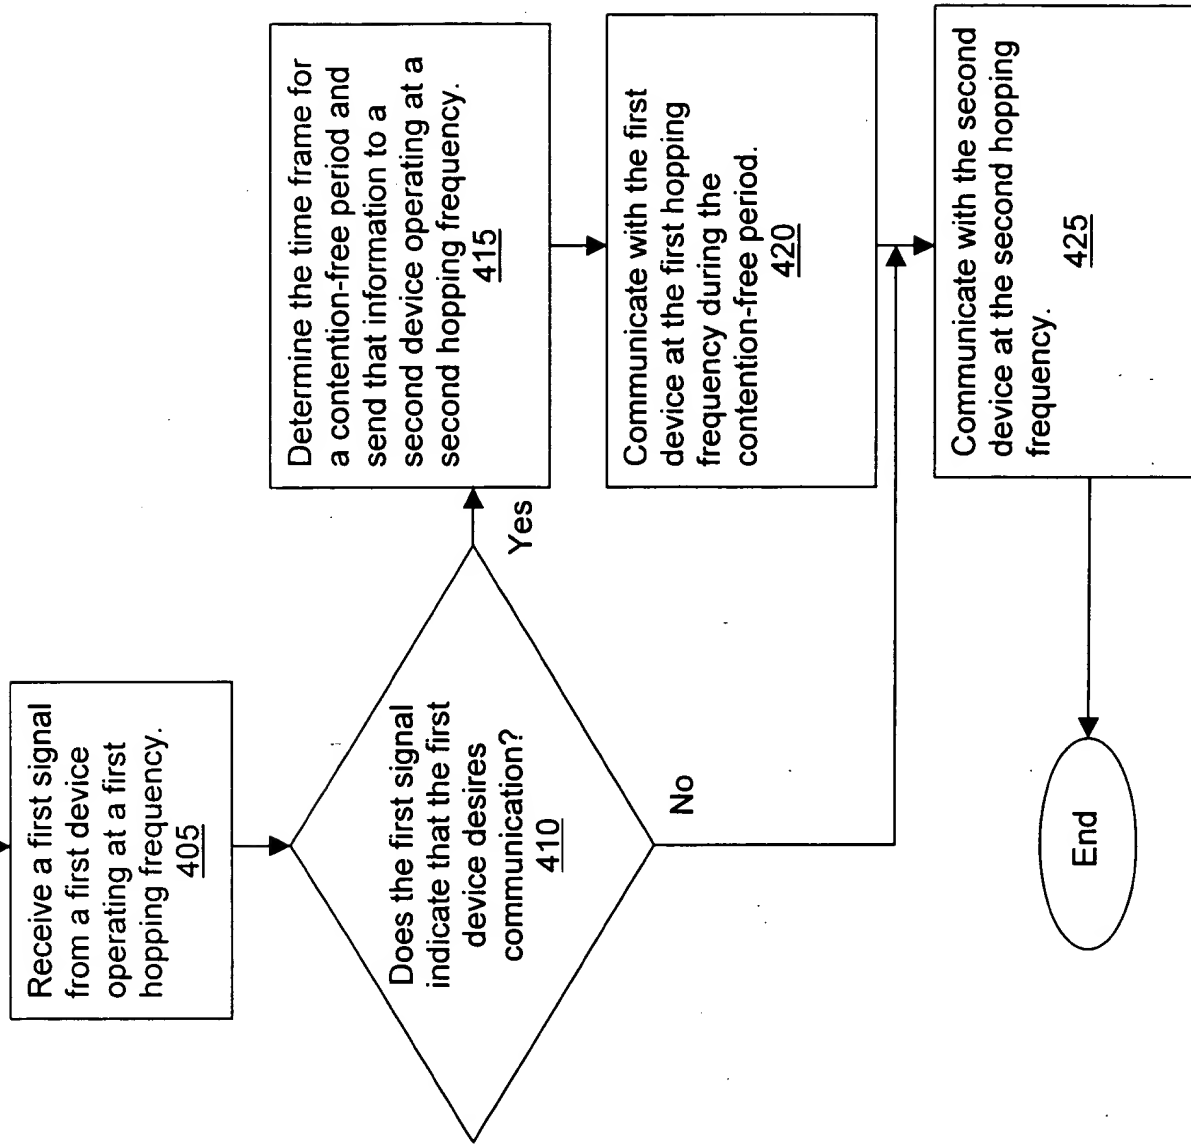 Receive a first signal
from a first device
operating at a first
hopping frequency.
405
Does the first signal
indicate that the first
device desires
communication?
410
Yes
No
Determine the time frame for
a contention-free period and
send that information to a
second device operating at a
second hopping frequency.
415
Communicate with the first
device at the first hopping
frequency during the
contention-free period.
420
Communicate with the second
device at the second hopping
frequency.
425
End